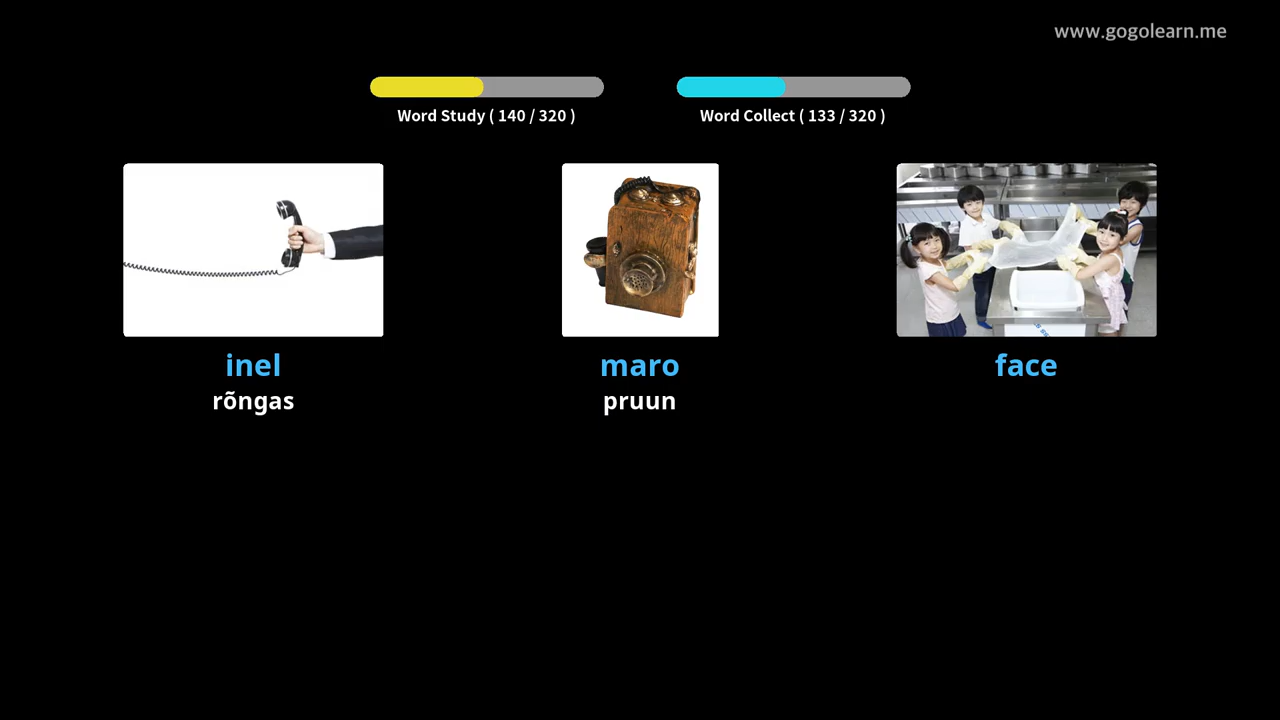 www.gogolearn.me
Word Study ( 140 / 320 )
Word Collect ( 133 / 320 )
inel
rõngas
maro
pruun
face